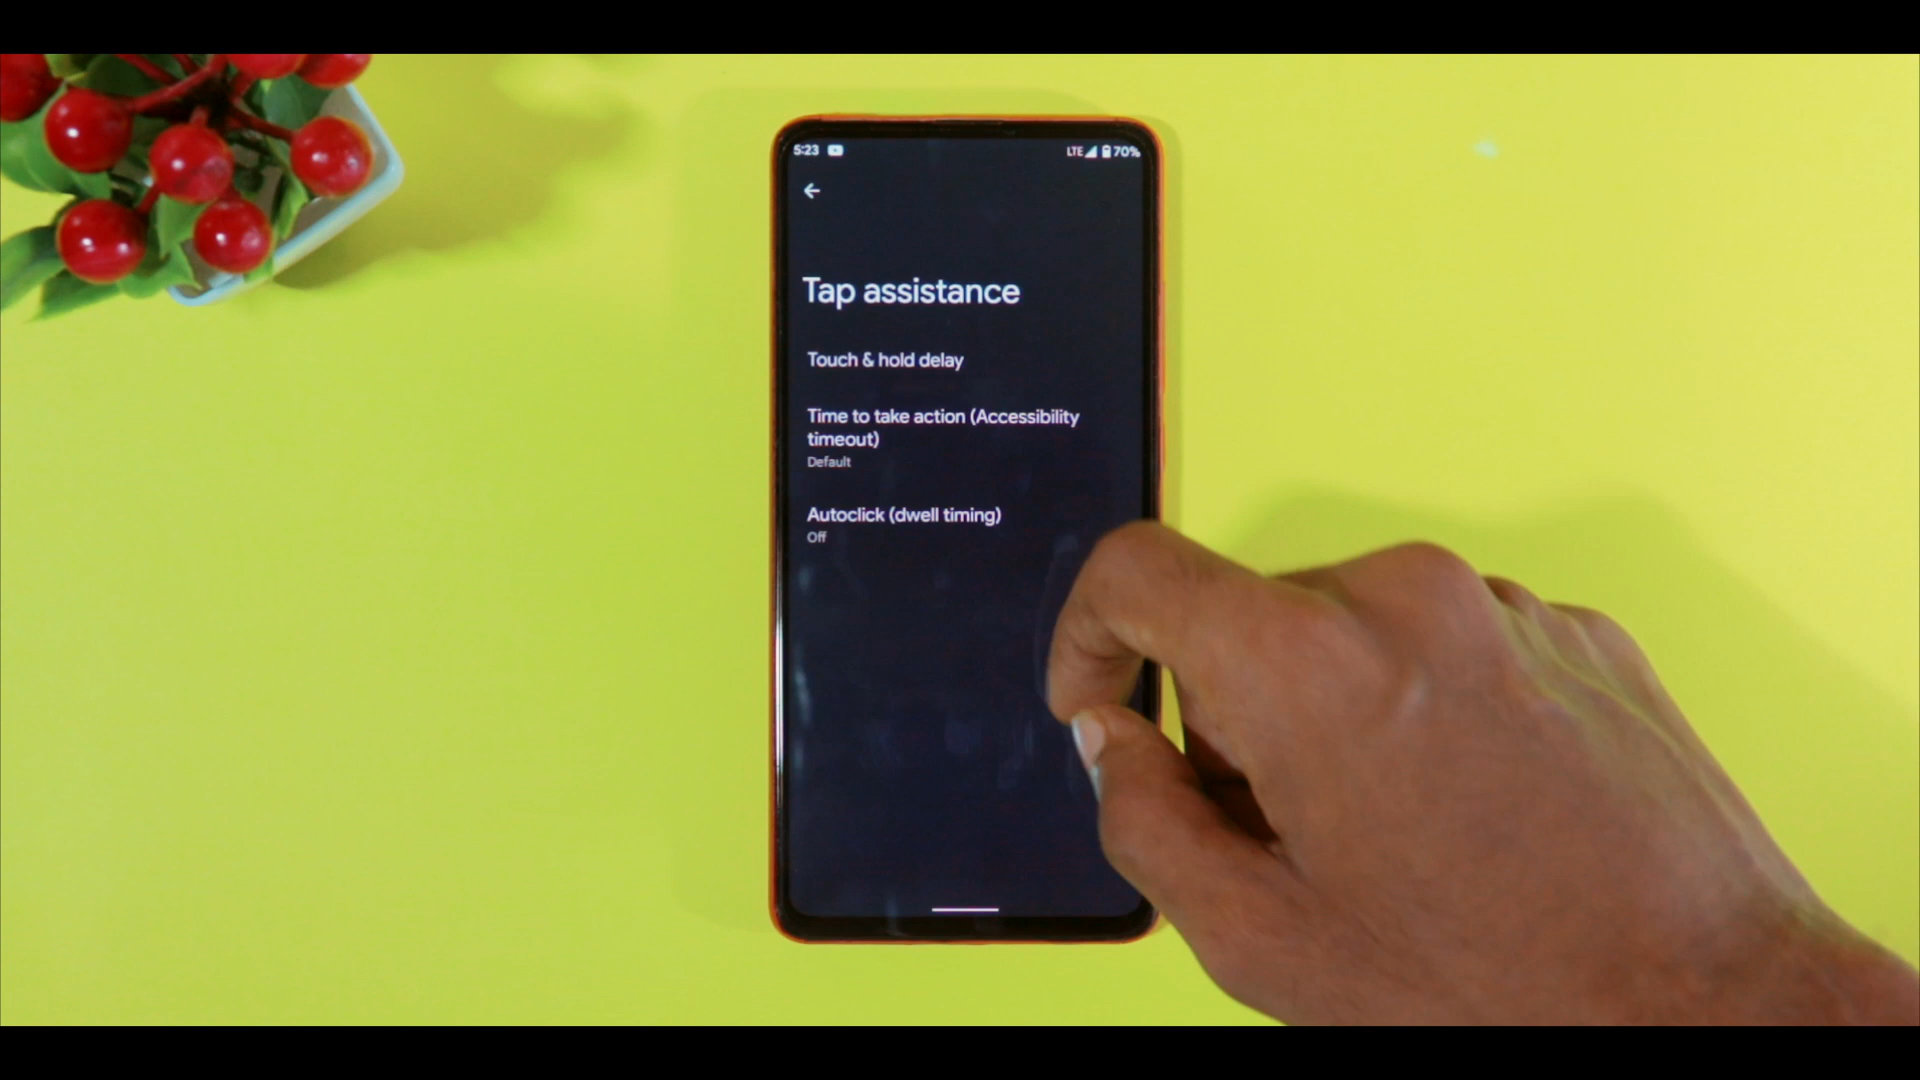 5:23 LTE 70%
Tap assistance
Touch & hold delay
Time to take action (Accessibility
timeout)
Default
Autoclick (dwell timing)
Off